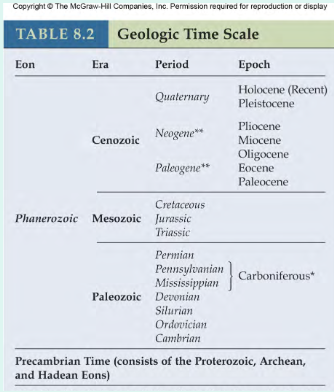 Copyright © The McGraw-Hill Companies, Inc. Permission required for reproduction or display
TABLE 8.2 Geologic Time Scale
Eon Era Period Epoch
Quaternary Holocene (Recent)
Pleistocene
Cenozoic Neogene** Pliocene
Miocene
Oligocene
Paleogene** Eocene
Paleocene
Cretaceous
Phanerozoic Mesozoic Jurassic
Triassic
Permian
Pennsylvanian
Mississippian Carboniferous*
Paleozoic Devonian
Silurian
Ordovician
Cambrian
Precambrian Time (consists of the Proterozoic, Archean,
and Hadean Eons)